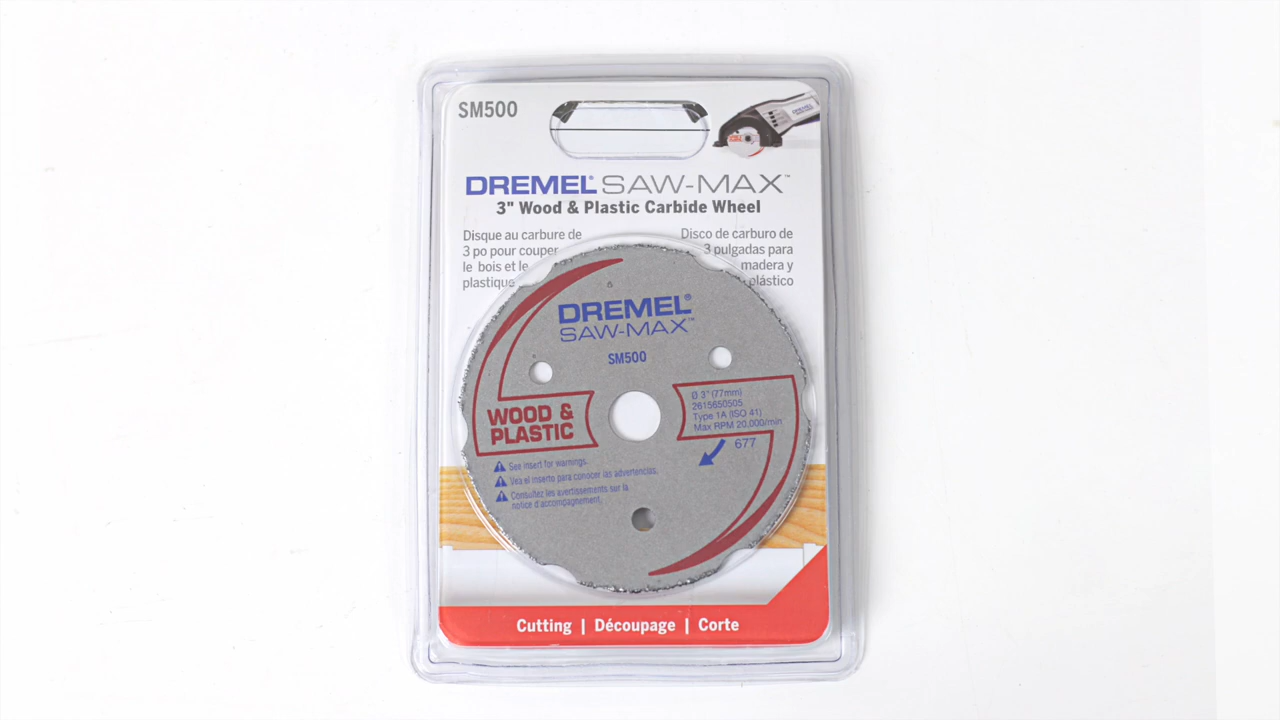 SM500
DREMEL
DREMEL® SAW-MAX™
3" Wood & Plastic Carbide Wheel
Disque au carbure de
3 po pour couper
le bois et le
plastique
Disco de carburo de
3 pulgadas para
madera y
plástico
DREMEL®
SAW-MAX™
SM500
WOOD &
PLASTIC
Ø 3" (77mm)
2615650505
Type 1A (ISO 41)
Max RPM 20,000/min
677
See insert for warnings.
Vea el inserto para conocer las advertencias.
Consultez les avertissements sur la
notice d'accompagnement.
Cutting | Découpage | Corte